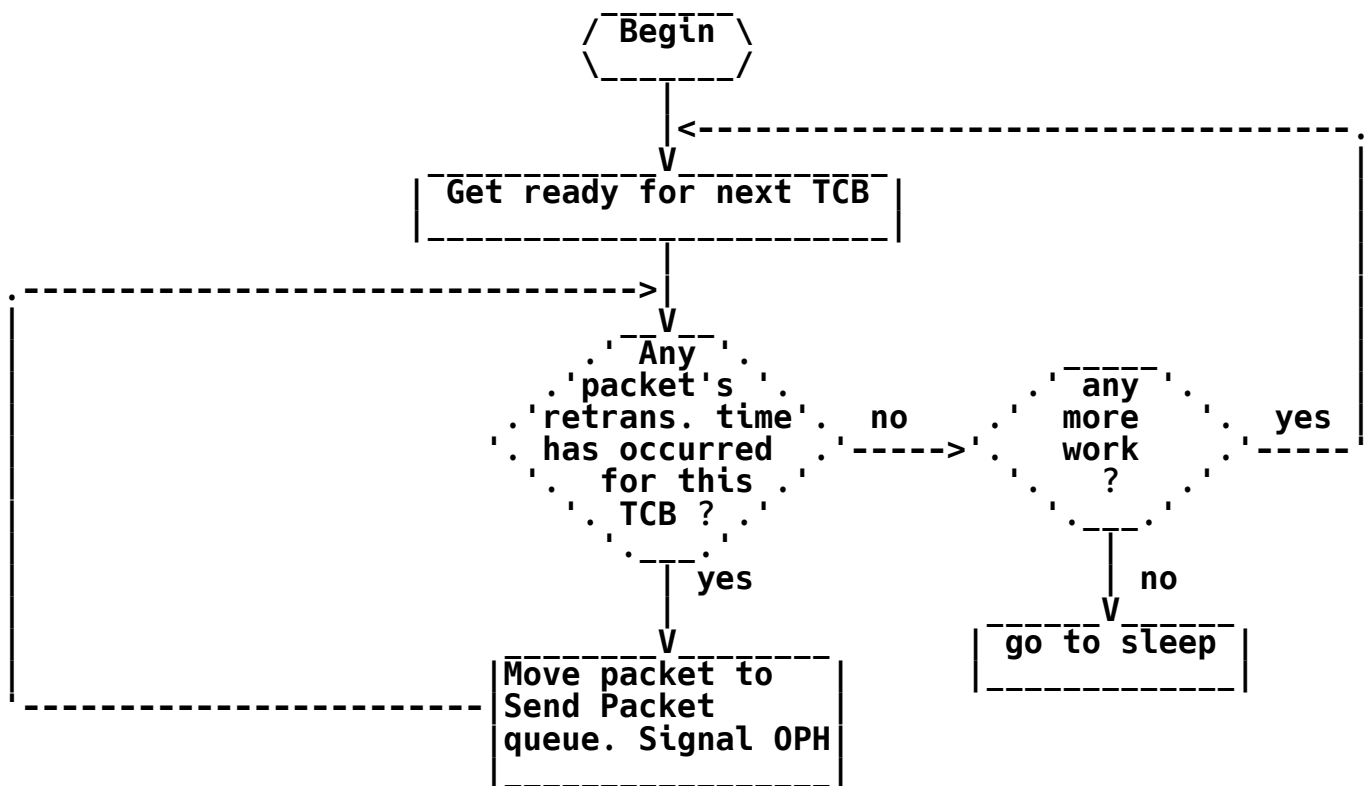 Begin
Get ready for next TCB
Any
packet's
retrans. time
has occurred
for this
TCB ?
no
any
more
work
?
yes
yes
no
go to sleep
Move packet to
Send Packet
queue. Signal OPH